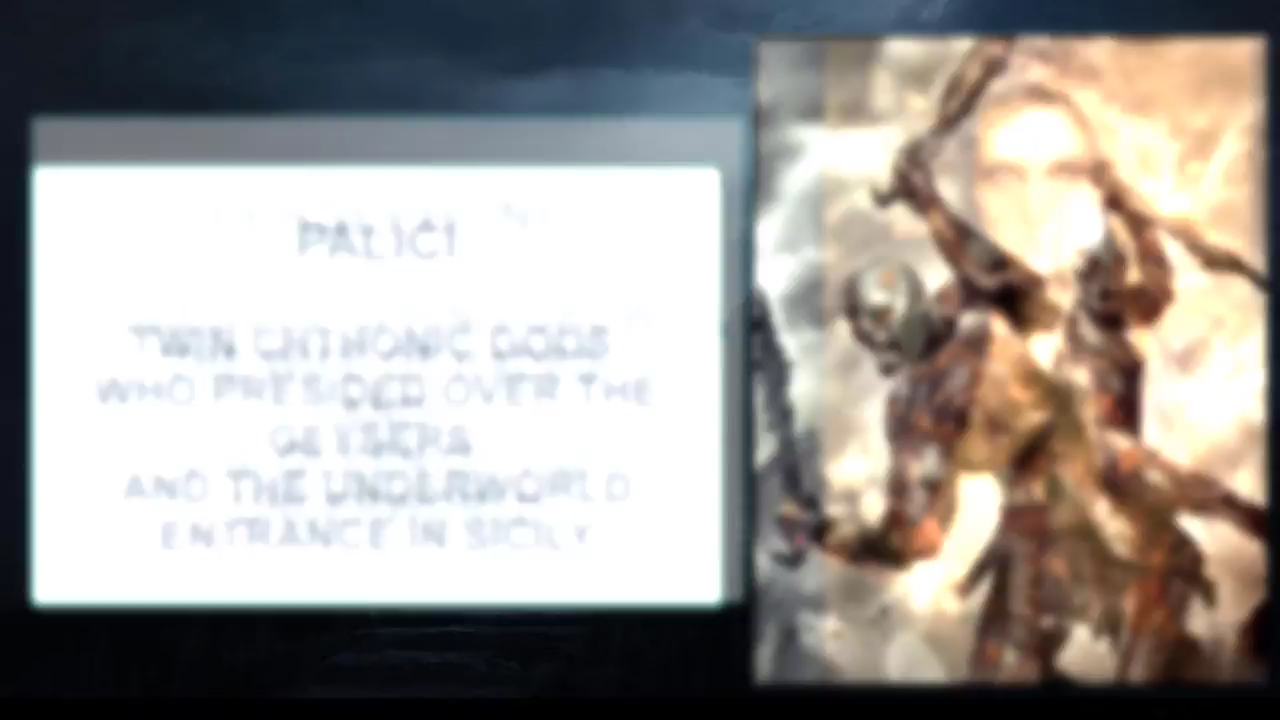 PALICI
TWIN CHTHONIC GODS
WHO PRESIDED OVER THE
GEYSERS
AND THE UNDERWORLD
ENTRANCE IN SICILY